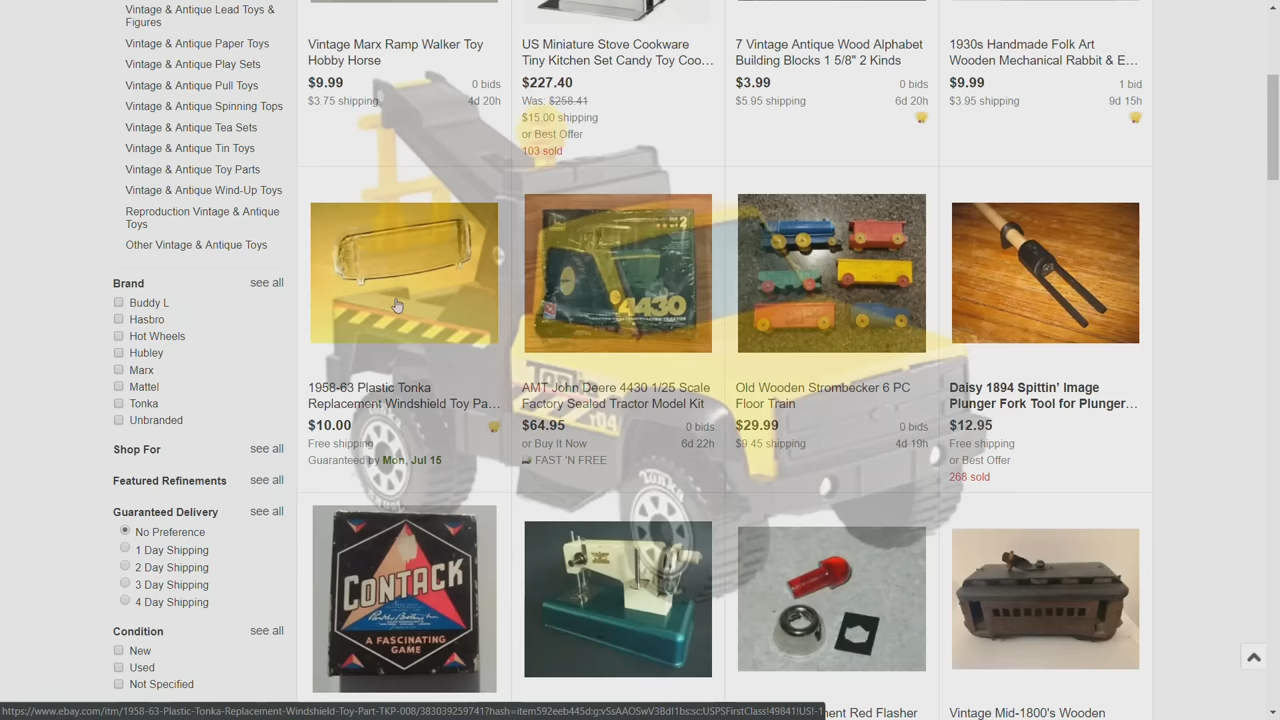 Vintage & Antique Lead Toys &
Figures
Vintage & Antique Paper Toys
Vintage & Antique Play Sets
Vintage & Antique Pull Toys
Vintage & Antique Spinning Tops
Vintage & Antique Tea Sets
Vintage & Antique Tin Toys
Vintage & Antique Toy Parts
Vintage & Antique Wind-Up Toys
Reproduction Vintage & Antique
Toys
Other Vintage & Antique Toys
Brand see all
Buddy L
Hasbro
Hot Wheels
Hubley
Marx
Mattel
Tonka
Unbranded
Shop For see all
Featured Refinements see all
Guaranteed Delivery see all
No Preference
1 Day Shipping
2 Day Shipping
3 Day Shipping
4 Day Shipping
Condition see all
New
Used
Not Specified
Vintage Marx Ramp Walker Toy
Hobby Horse
$9.99 0 bids
$3.75 shipping 4d 20h
US Miniature Stove Cookware
Tiny Kitchen Set Candy Toy Coo…
$227.40
Was: $258.41
$15.00 shipping
or Best Offer
103 sold
7 Vintage Antique Wood Alphabet
Building Blocks 1 5/8" 2 Kinds
$3.99 0 bids
$5.95 shipping 6d 20h
1930s Handmade Folk Art
Wooden Mechanical Rabbit & E…
$9.99 1 bid
$3.95 shipping 9d 15h
1958-63 Plastic Tonka
Replacement Windshield Toy Pa…
$10.00
Free shipping
Guaranteed by Mon, Jul 15
4430
AMT John Deere 4430 1/25 Scale
Factory Sealed Tractor Model Kit
$64.95 0 bids
or Buy It Now 6d 22h
FAST 'N FREE
Old Wooden Strombecker 6 PC
Floor Train
$29.99 0 bids
$9.45 shipping 4d 19h
Daisy 1894 Spittin' Image
Plunger Fork Tool for Plunger…
$12.95
Free shipping
or Best Offer
268 sold
TONKA
CONTACK
Parker Brothers
A FASCINATING
GAME
ment Red Flasher
Vintage Mid-1800's Wooden